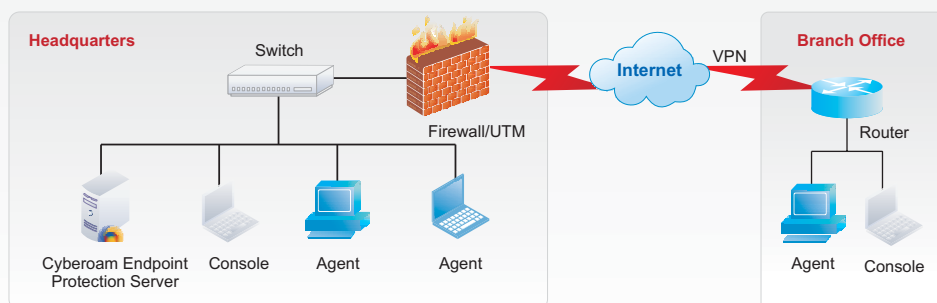 Headquarters
Switch
Firewall/UTM
Internet
VPN
Branch Office
Router
Cyberoam Endpoint
Protection Server
Console
Agent
Agent
Agent
Console